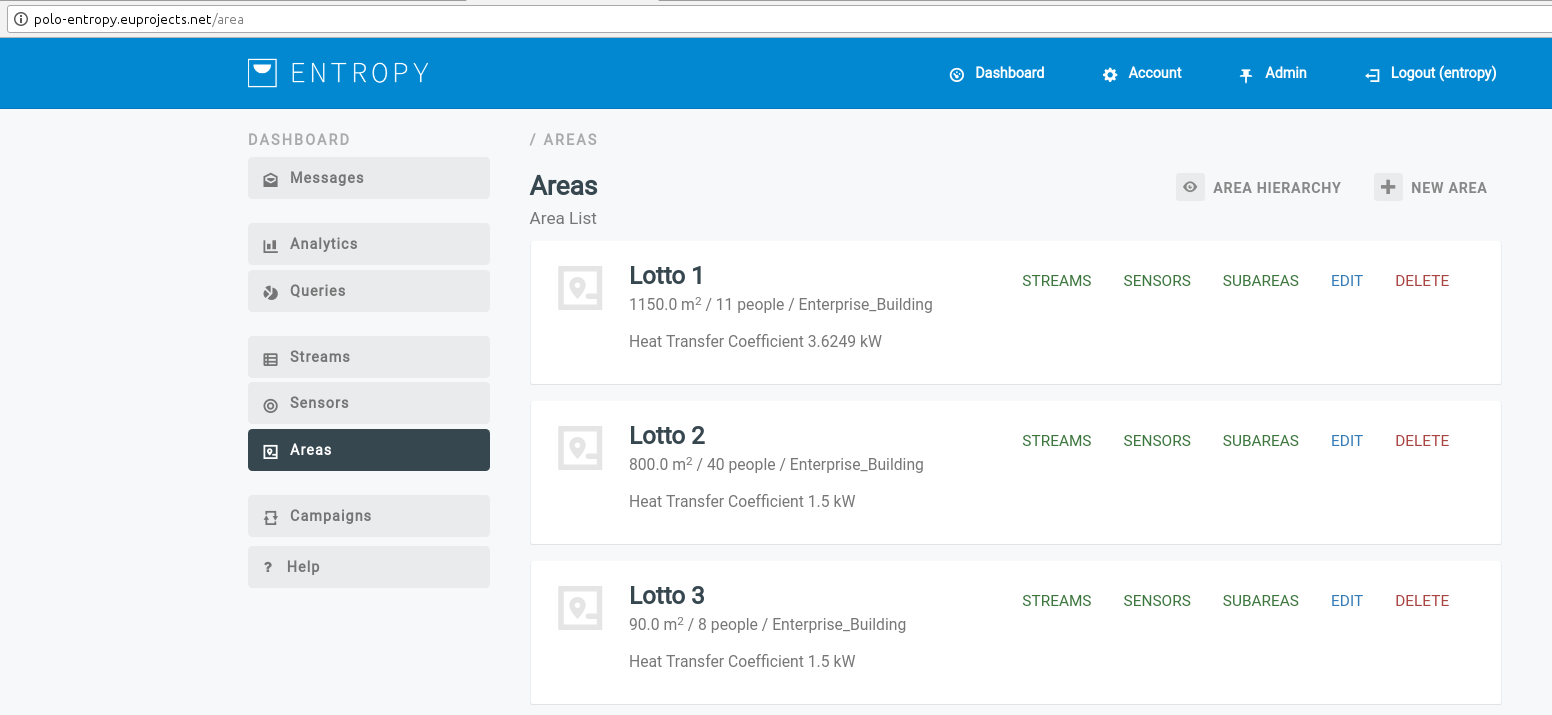 polo-entropy.euprojects.net/area
ENTROPY
Dashboard
Account
Admin
Logout (entropy)
DASHBOARD
Messages
Analytics
Queries
Streams
Sensors
Areas
Campaigns
? Help
/ AREAS
Areas
AREA HIERARCHY
NEW AREA
Area List
Lotto 1
STREAMS SENSORS SUBAREAS EDIT DELETE
1150.0 m² / 11 people / Enterprise_Building
Heat Transfer Coefficient 3.6249 kW
Lotto 2
STREAMS SENSORS SUBAREAS EDIT DELETE
800.0 m² / 40 people / Enterprise_Building
Heat Transfer Coefficient 1.5 kW
Lotto 3
STREAMS SENSORS SUBAREAS EDIT DELETE
90.0 m² / 8 people / Enterprise_Building
Heat Transfer Coefficient 1.5 kW